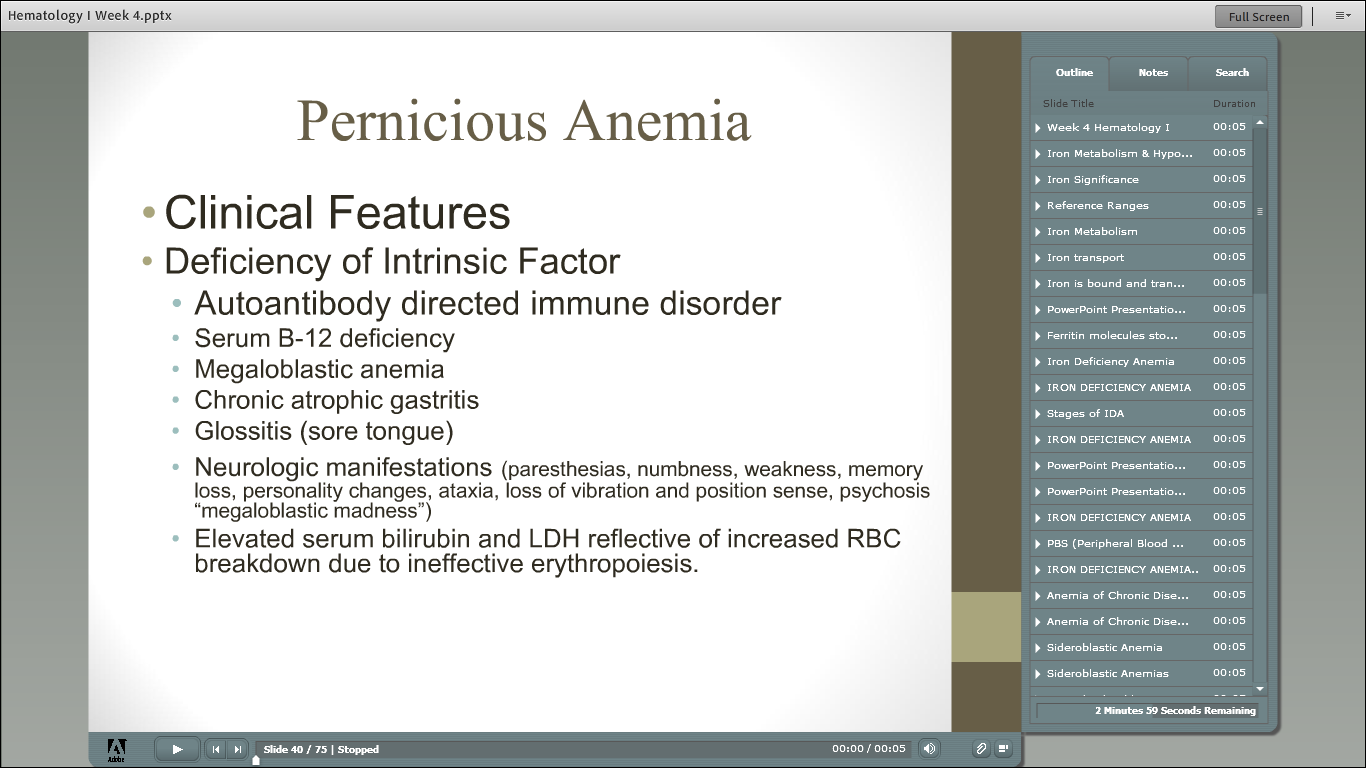 Hematology I Week 4.pptx
Full Screen
Pernicious Anemia
• Clinical Features
• Deficiency of Intrinsic Factor
• Autoantibody directed immune disorder
• Serum B-12 deficiency
• Megaloblastic anemia
• Chronic atrophic gastritis
• Glossitis (sore tongue)
• Neurologic manifestations (paresthesias, numbness, weakness, memory
loss, personality changes, ataxia, loss of vibration and position sense, psychosis
“megaloblastic madness”)
• Elevated serum bilirubin and LDH reflective of increased RBC
breakdown due to ineffective erythropoiesis.
Outline Notes Search
Slide Title Duration
Week 4 Hematology I 00:05
Iron Metabolism & Hypo... 00:05
Iron Significance 00:05
Reference Ranges 00:05
Iron Metabolism 00:05
Iron transport 00:05
Iron is bound and tran... 00:05
PowerPoint Presentatio... 00:05
Ferritin molecules sto... 00:05
Iron Deficiency Anemia 00:05
IRON DEFICIENCY ANEMIA 00:05
Stages of IDA 00:05
IRON DEFICIENCY ANEMIA 00:05
PowerPoint Presentatio... 00:05
PowerPoint Presentatio... 00:05
IRON DEFICIENCY ANEMIA 00:05
PBS (Peripheral Blood ... 00:05
IRON DEFICIENCY ANEMIA.. 00:05
Anemia of Chronic Dise... 00:05
Anemia of Chronic Dise... 00:05
Sideroblastic Anemia 00:05
Sideroblastic Anemias 00:05
2 Minutes 59 Seconds Remaining
Adobe
Slide 40 / 75 | Stopped
00:00 / 00:05